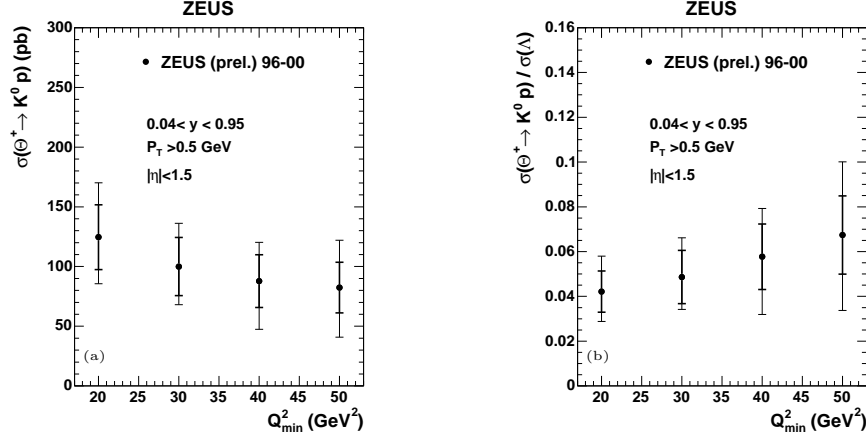 ZEUS
σ(Θ⁺→ K⁰ p) (pb)
300
250
200
150
100
50
0
ZEUS (prel.) 96-00
0.04< y < 0.95
P_T >0.5 GeV
|η|<1.5
(a)
20 25 30 35 40 45 50
Q²_min (GeV²)
ZEUS
σ(Θ⁺→ K⁰ p) / σ(Λ)
0.16
0.14
0.12
0.1
0.08
0.06
0.04
0.02
0
ZEUS (prel.) 96-00
0.04< y < 0.95
P_T >0.5 GeV
|η|<1.5
(b)
20 25 30 35 40 45 50
Q²_min (GeV²)